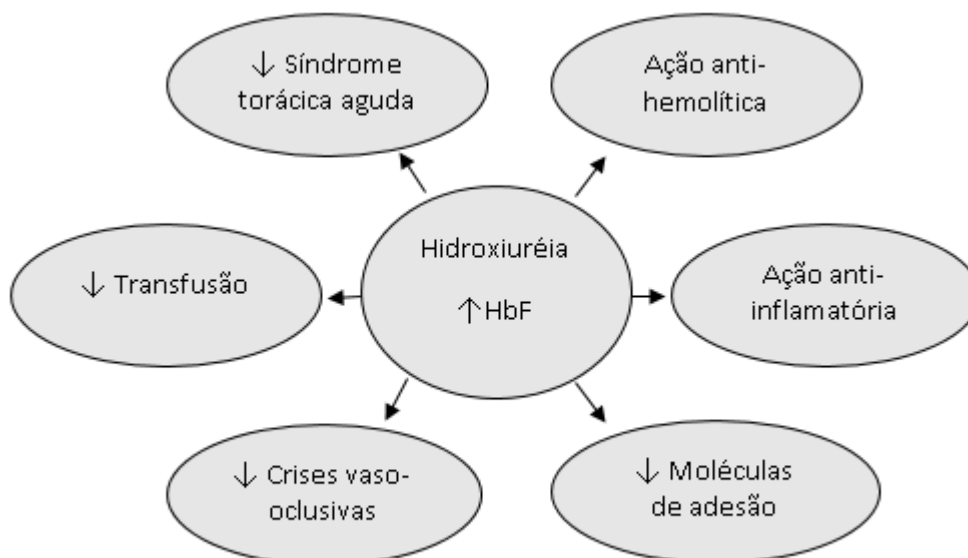 ↓ Síndrome
torácica aguda
Ação anti-
hemolítica
Hidroxiuréia
↑HbF
↓ Transfusão
Ação anti-
inflamatória
↓ Crises vaso-
oclusivas
↓ Moléculas
de adesão